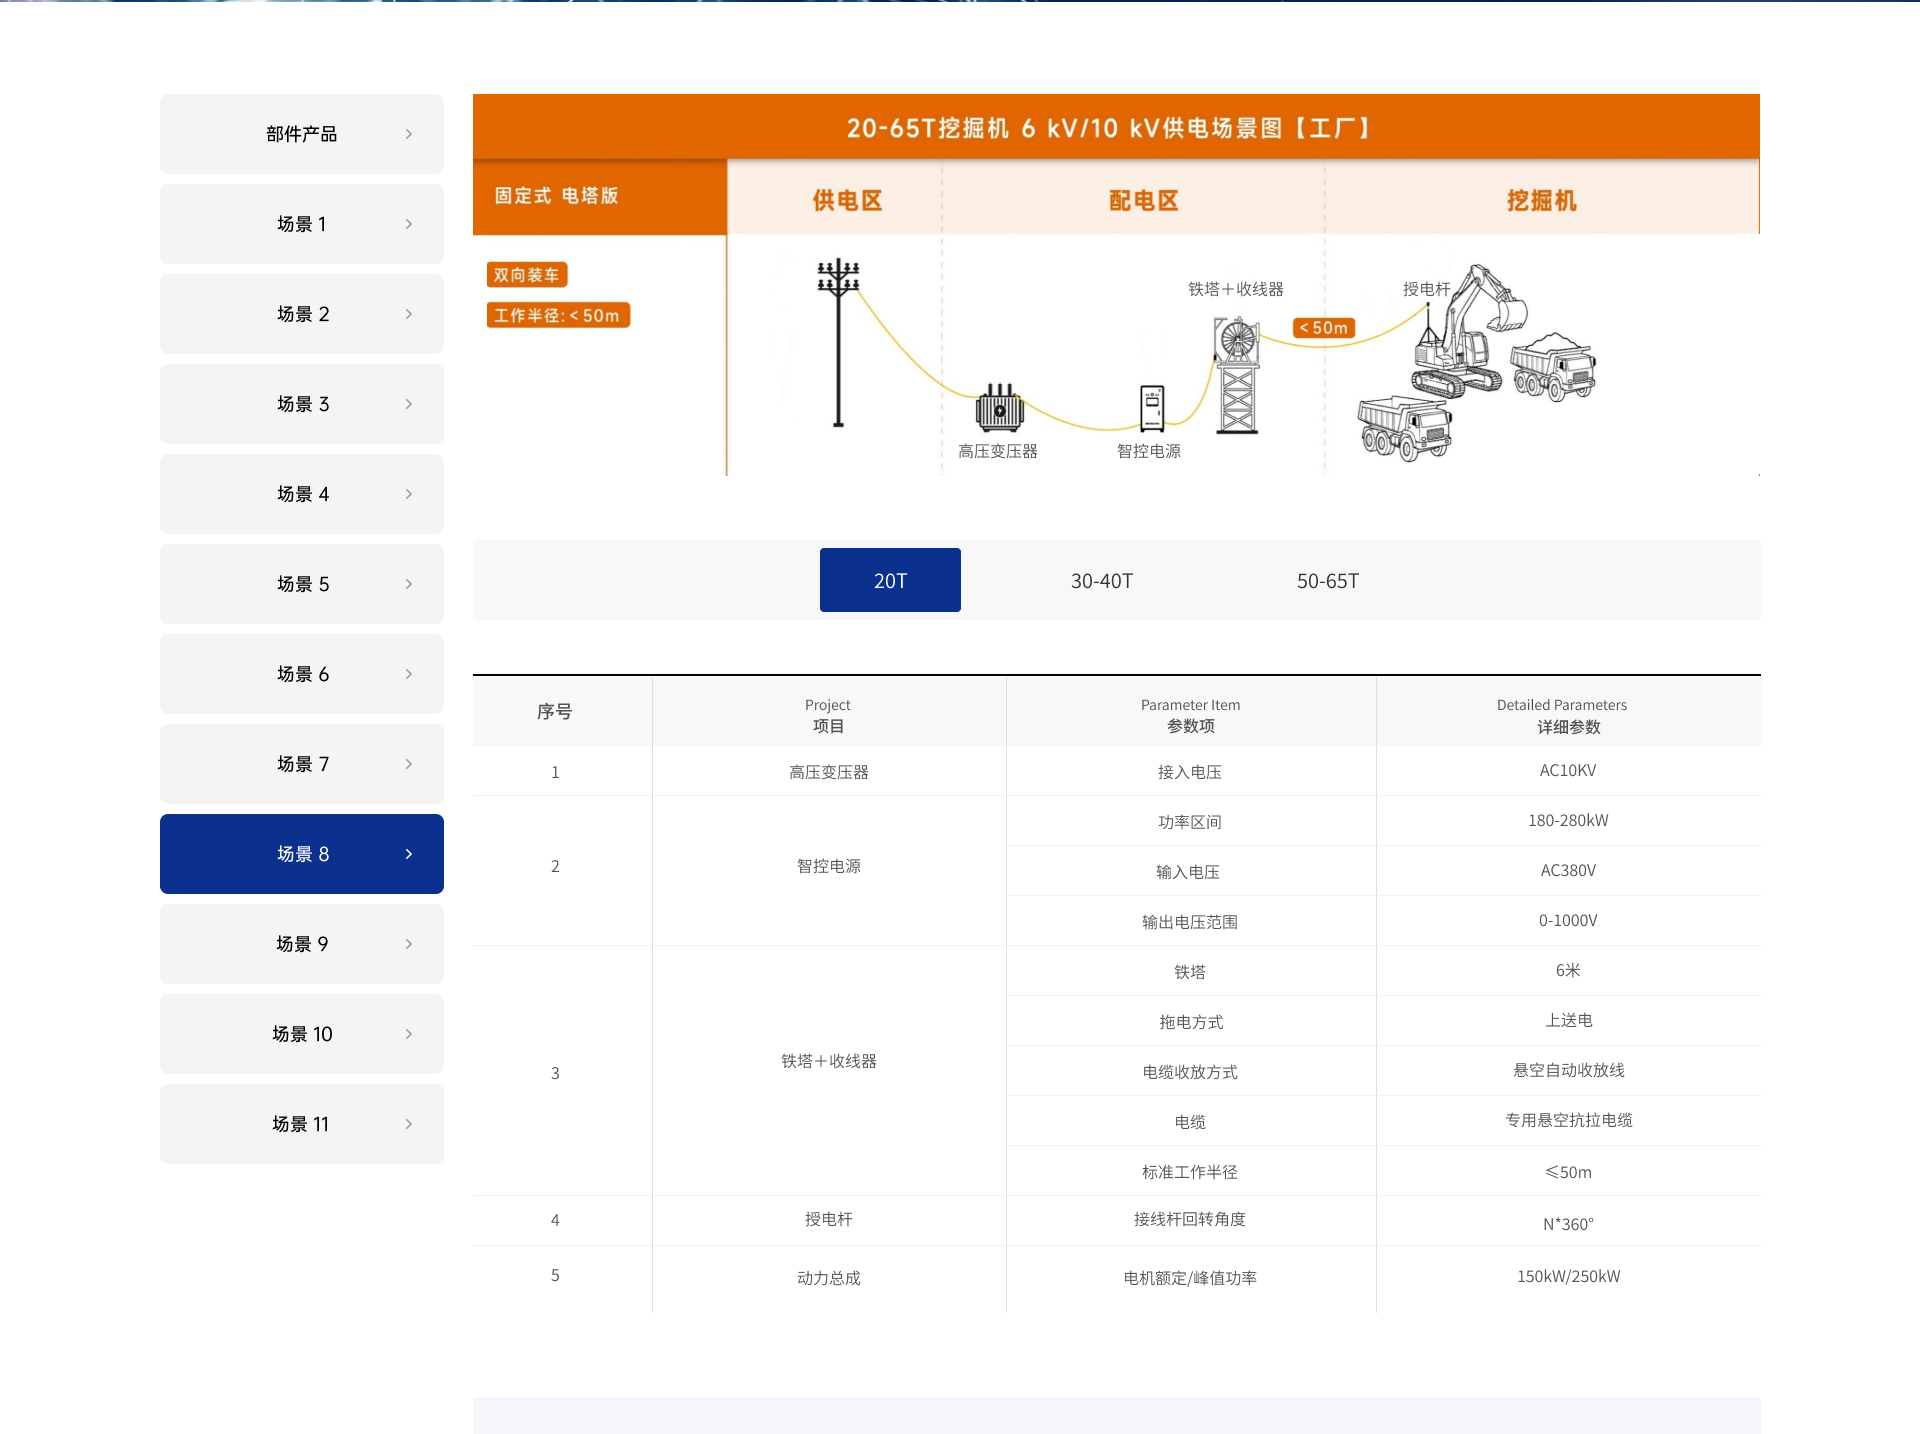 部件产品
场景 1
场景 2
场景 3
场景 4
场景 5
场景 6
场景 7
场景 8
场景 9
场景 10
场景 11
20-65T挖掘机 6 kV/10 kV供电场景图【工厂】
固定式 电塔版
供电区
配电区
挖掘机
双向装车
工作半径:<50m
铁塔+收线器
授电杆
<50m
高压变压器
智控电源
20T
30-40T
50-65T
序号
Project
项目
Parameter Item
参数项
Detailed Parameters
详细参数
1
高压变压器
接入电压
AC10KV
2
智控电源
功率区间
180-280kW
输入电压
AC380V
输出电压范围
0-1000V
3
铁塔+收线器
铁塔
6米
拖电方式
上送电
电缆收放方式
悬空自动收放线
电缆
专用悬空抗拉电缆
标准工作半径
≤50m
4
授电杆
接线杆回转角度
N*360°
5
动力总成
电机额定/峰值功率
150kW/250kW